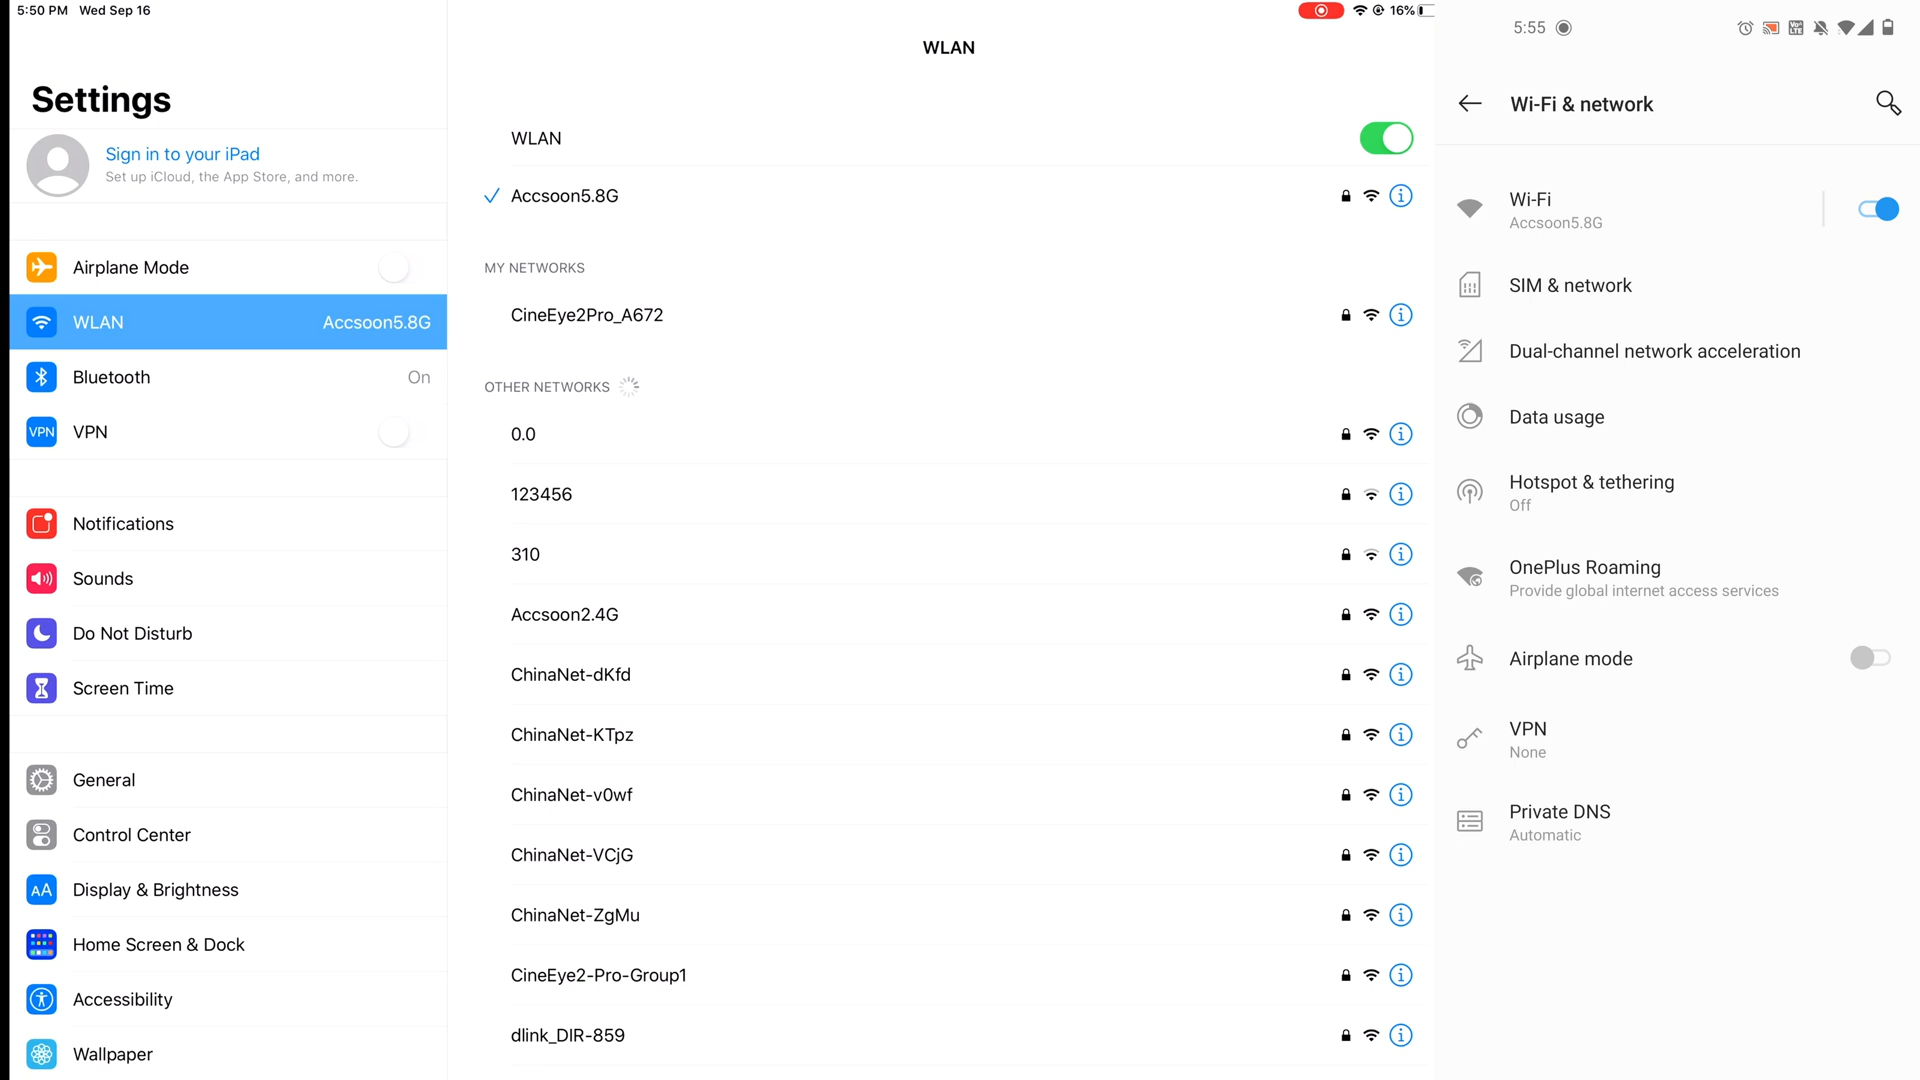 5:50 PM Wed Sep 16
16%
Settings
Sign in to your iPad
Set up iCloud, the App Store, and more.
Airplane Mode
WLAN Accsoon5.8G
Bluetooth On
VPN VPN
Notifications
Sounds
Do Not Disturb
Screen Time
General
Control Center
AA Display & Brightness
Home Screen & Dock
Accessibility
Wallpaper
WLAN
WLAN
Accsoon5.8G
MY NETWORKS
CineEye2Pro_A672
OTHER NETWORKS
0.0
123456
310
Accsoon2.4G
ChinaNet-dKfd
ChinaNet-KTpz
ChinaNet-v0wf
ChinaNet-VCjG
ChinaNet-ZgMu
CineEye2-Pro-Group1
dlink_DIR-859
5:55
Wi-Fi & network
Wi-Fi
Accsoon5.8G
SIM & network
Dual-channel network acceleration
Data usage
Hotspot & tethering
Off
OnePlus Roaming
Provide global internet access services
Airplane mode
VPN
None
Private DNS
Automatic